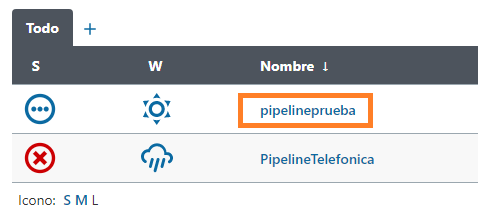 Todo +
S W Nombre ↓
pipelineprueba
PipelineTelefonica
Icono: S M L